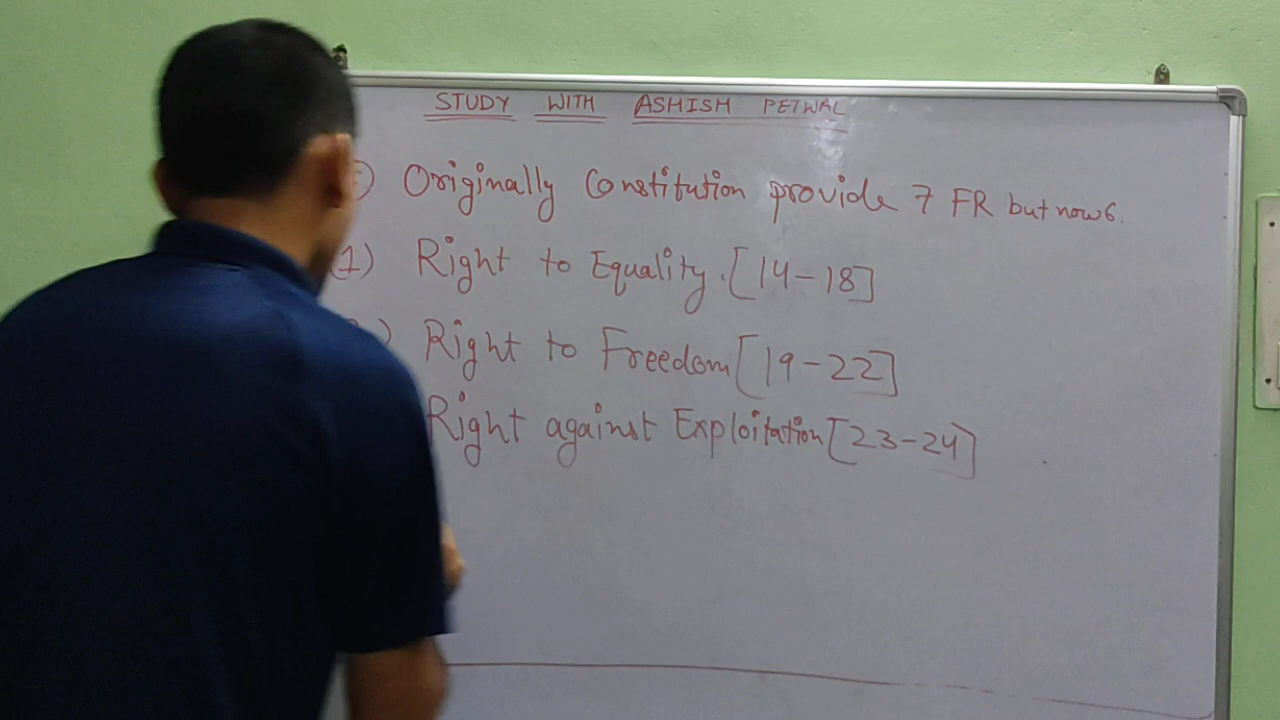 STUDY WITH ASHISH PETWAL
Originally Constitution provide 7 FR but now 6.
1) Right to Equality. [14-18]
) Right to Freedom [19-22]
Right against Exploitation [23-24]